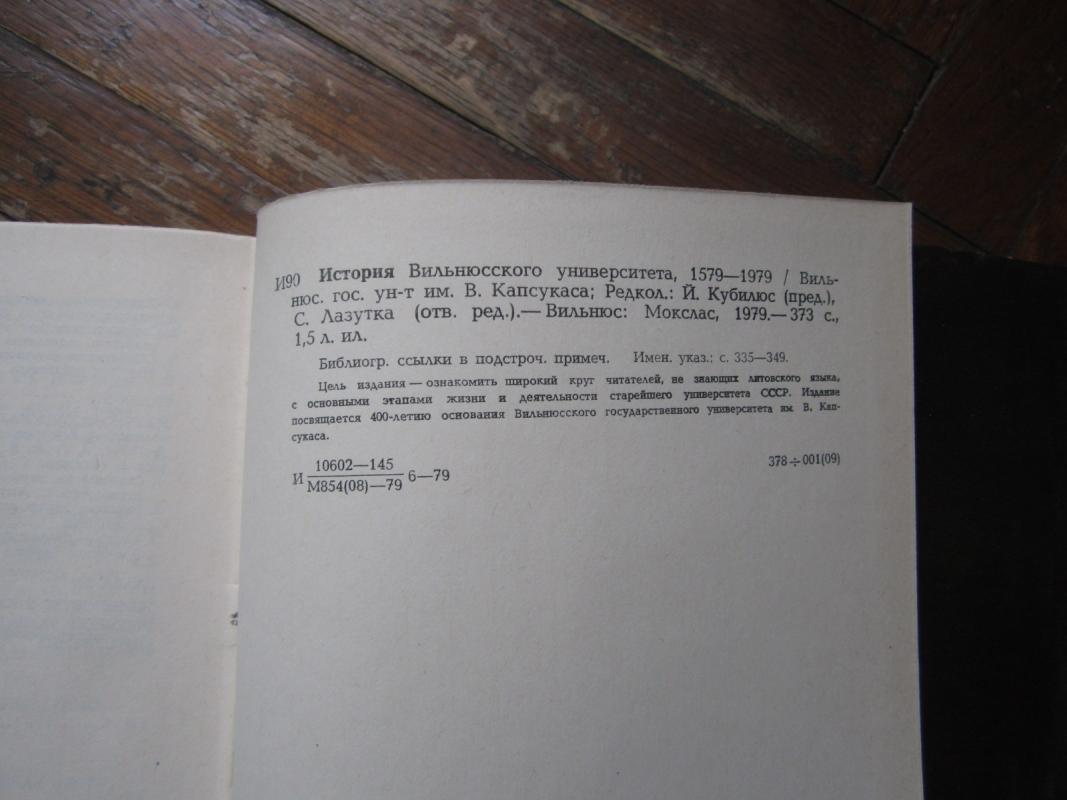 И90 История Вильнюсского университета, 1579—1979 / Виль-
нюс. гос. ун-т им. В. Капсукаса; Редкол.: Й. Кубилюс (пред.),
С. Лазутка (отв. ред.).— Вильнюс: Мокслас, 1979.— 373 с.,
1,5 л. ил.
Библиогр. ссылки в подстроч. примеч. Имен. указ.: с. 335—349.
Цель издания — ознакомить широкий круг читателей, не знающих литовского языка,
с основными этапами жизни и деятельности старейшего университета СССР. Издание
посвящается 400-летию основания Вильнюсского государственного университета им. В. Кап-
сукаса.
10602—145
И 6—79 378÷001(09)
М854(08)—79